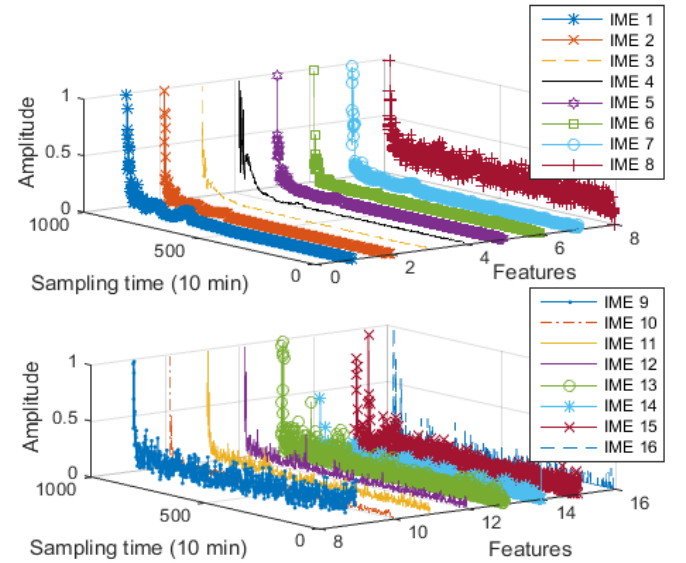 IME 1
IME 2
IME 3
IME 4
IME 5
IME 6
IME 7
IME 8
Amplitude
1
0.5
0
1000
500
0
0
2
4
6
8
Sampling time (10 min)
Features
IME 9
IME 10
IME 11
IME 12
IME 13
IME 14
IME 15
IME 16
Amplitude
1
0.5
0
1000
500
0
8
10
12
14
16
Sampling time (10 min)
Features